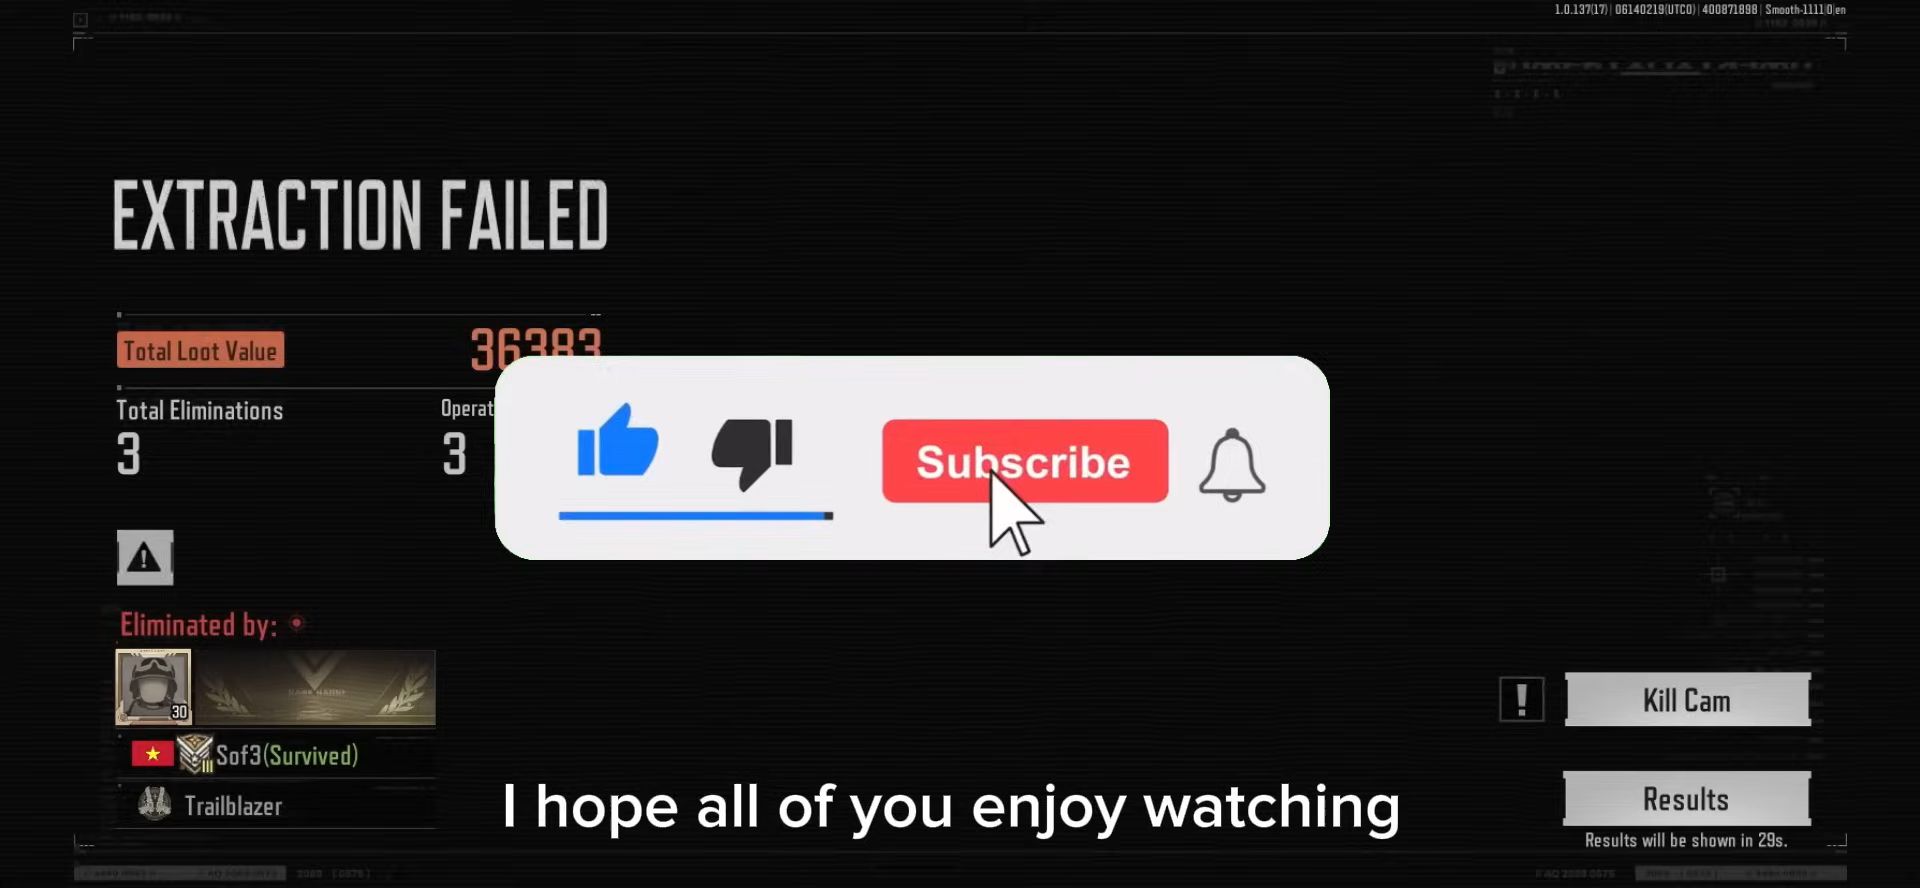 1.0.137(17) | 06140219(UTC0) | 400871898 | Smooth-1111|0|en
EXTRACTION FAILED
Total Loot Value
36383
Total Eliminations
3
3
Subscribe
Eliminated by:
30
Sof3(Survived)
Trailblazer
Kill Cam
Results
Results will be shown in 29s.
I hope all of you enjoy watching